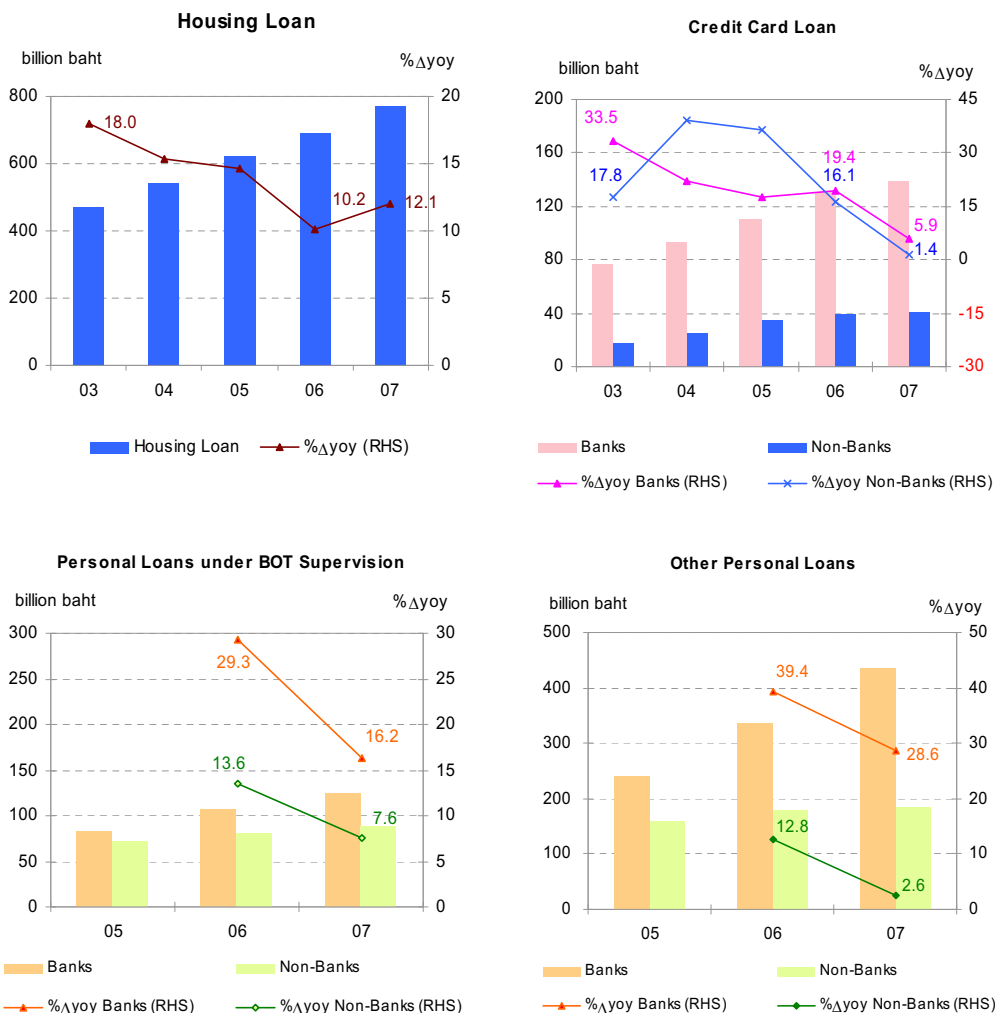 Housing Loan
billion baht %Δyoy
800 20
18.0
600 15
10.2 12.1
400 10
200 5
0 0
03 04 05 06 07
Housing Loan %Δyoy (RHS)
Credit Card Loan
billion baht %Δyoy
200 45
33.5
160 30
19.4
17.8 16.1
120 15
5.9
1.4
80 0
40 -15
0 -30
03 04 05 06 07
Banks Non-Banks
%Δyoy Banks (RHS) %Δyoy Non-Banks (RHS)
Personal Loans under BOT Supervision
billion baht %Δyoy
300 30
29.3
250 25
200 20
16.2
13.6
150 15
100 10
7.6
50 5
0 0
05 06 07
Banks Non-Banks
%Δyoy Banks (RHS) %Δyoy Non-Banks (RHS)
Other Personal Loans
billion baht %Δyoy
500 50
39.4
400 40
300 30
28.6
200 20
12.8
100 10
2.6
0 0
05 06 07
Banks Non-Banks
%Δyoy Banks (RHS) %Δyoy Non-Banks (RHS)